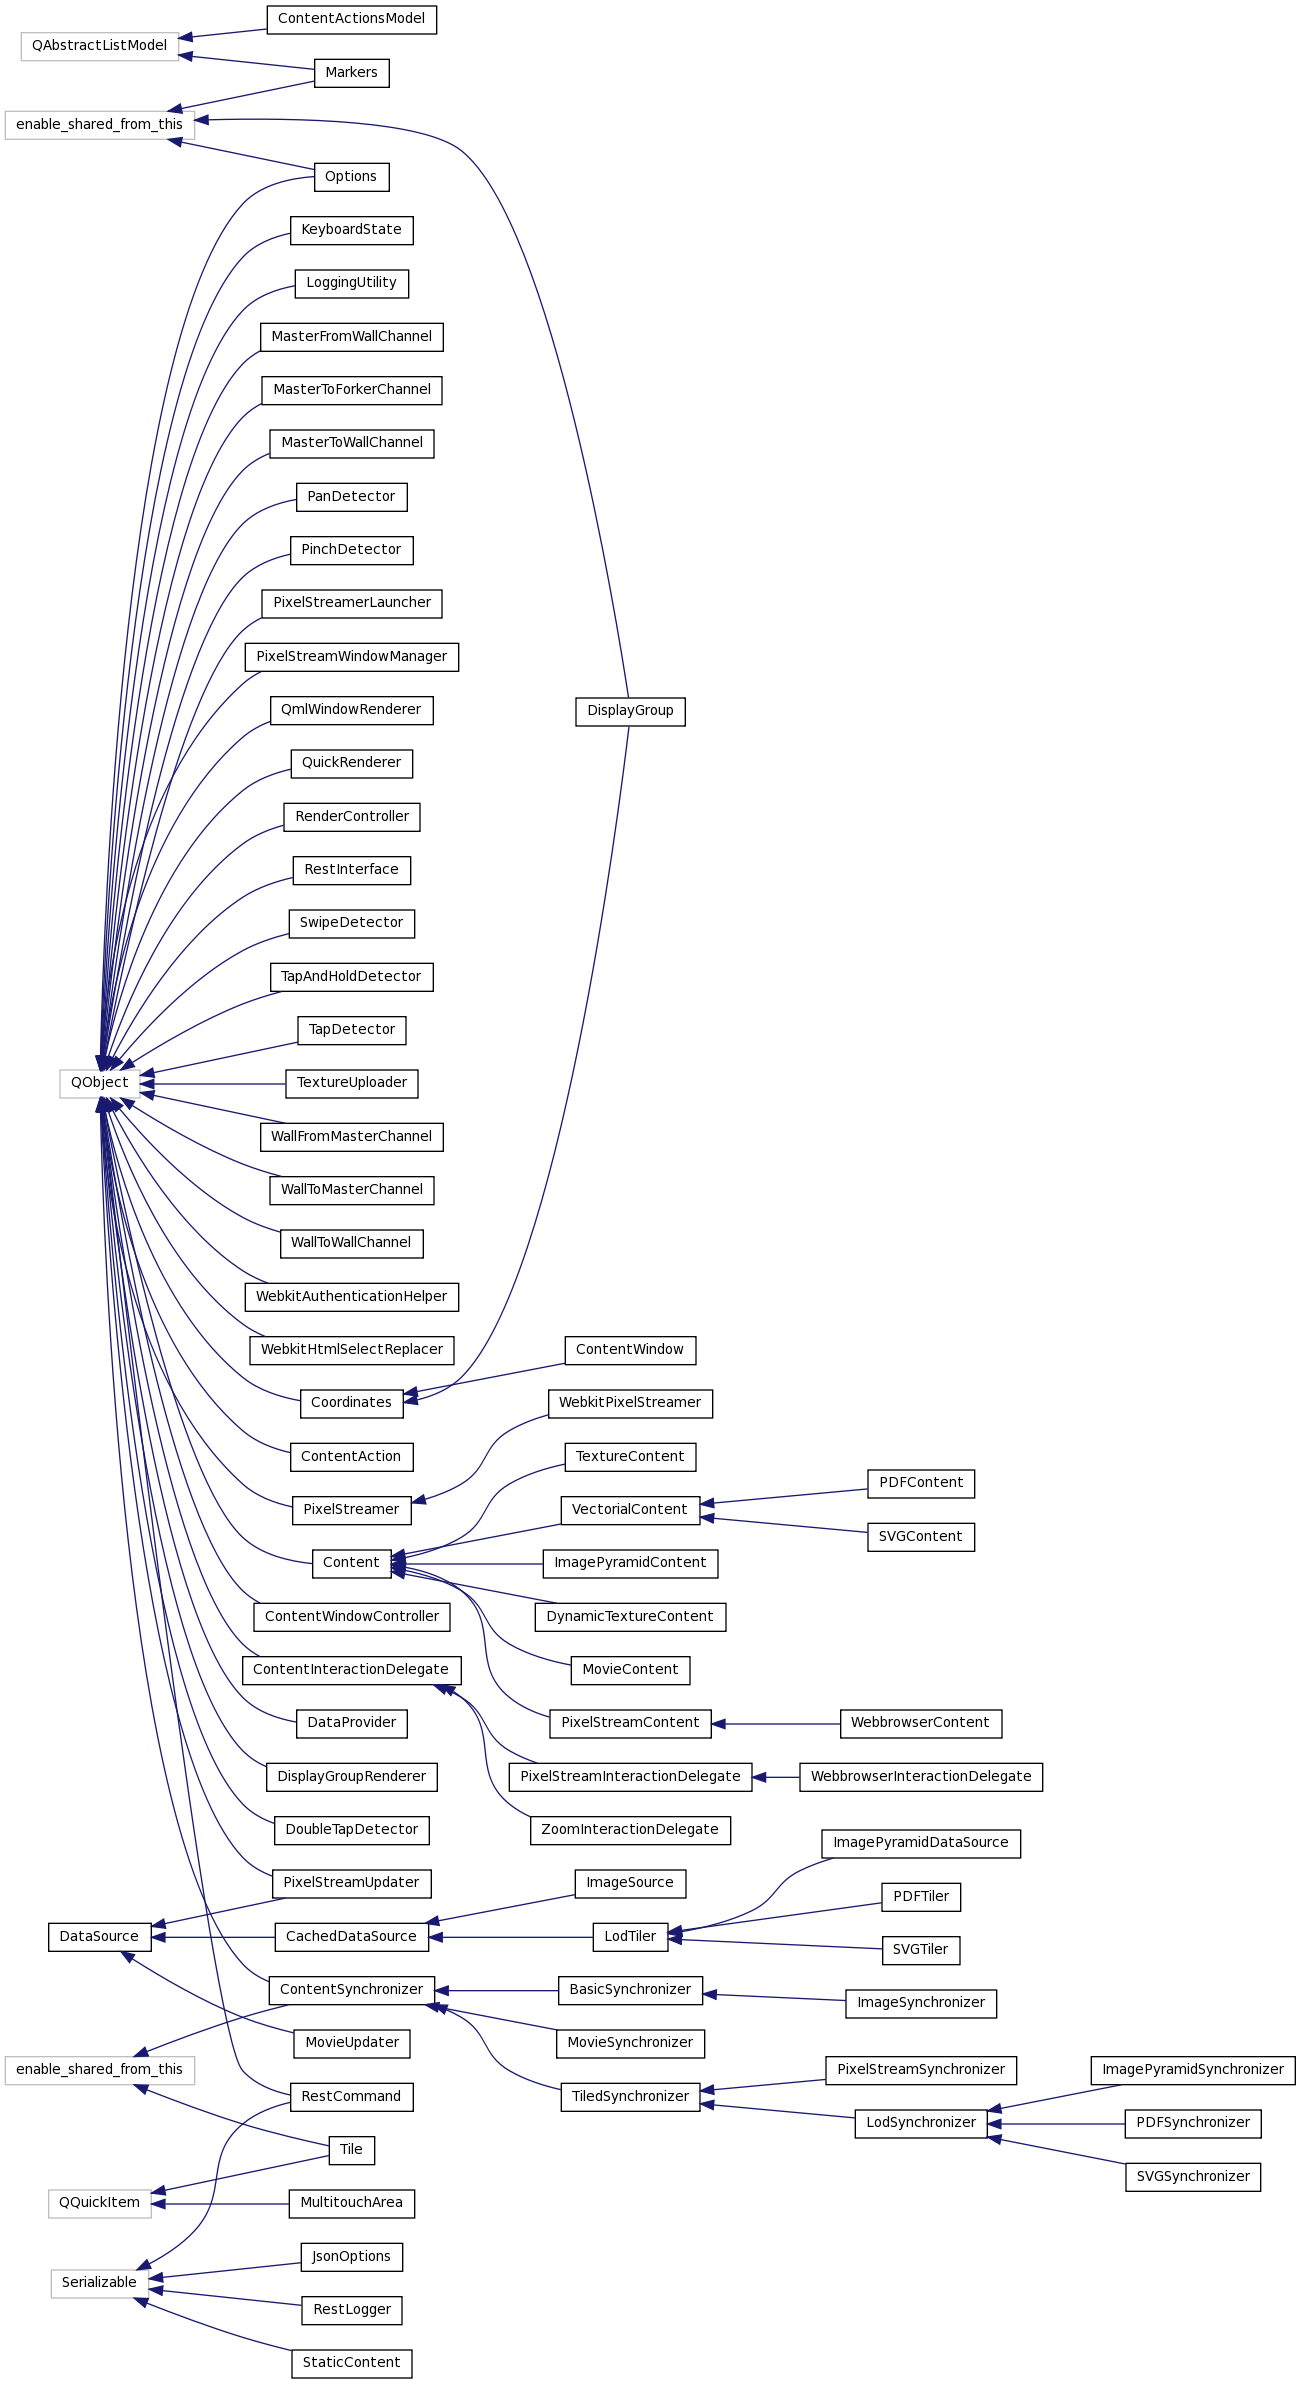 ContentActionsModel
QAbstractListModel
Markers
enable_shared_from_this
Options
KeyboardState
LoggingUtility
MasterFromWallChannel
MasterToForkerChannel
MasterToWallChannel
PanDetector
PinchDetector
PixelStreamerLauncher
PixelStreamWindowManager
QmlWindowRenderer
DisplayGroup
QuickRenderer
RenderController
RestInterface
SwipeDetector
TapAndHoldDetector
TapDetector
QObject
TextureUploader
WallFromMasterChannel
WallToMasterChannel
WallToWallChannel
WebkitAuthenticationHelper
WebkitHtmlSelectReplacer
ContentWindow
Coordinates
WebkitPixelStreamer
ContentAction
TextureContent
PDFContent
PixelStreamer
VectorialContent
SVGContent
Content
ImagePyramidContent
ContentWindowController
DynamicTextureContent
ContentInteractionDelegate
MovieContent
DataProvider
PixelStreamContent
WebbrowserContent
DisplayGroupRenderer
PixelStreamInteractionDelegate
WebbrowserInteractionDelegate
DoubleTapDetector
ZoomInteractionDelegate
ImagePyramidDataSource
PixelStreamUpdater
ImageSource
PDFTiler
DataSource
CachedDataSource
LodTiler
SVGTiler
ContentSynchronizer
BasicSynchronizer
ImageSynchronizer
MovieUpdater
MovieSynchronizer
enable_shared_from_this
PixelStreamSynchronizer
ImagePyramidSynchronizer
RestCommand
TiledSynchronizer
LodSynchronizer
PDFSynchronizer
Tile
SVGSynchronizer
QQuickItem
MultitouchArea
JsonOptions
Serializable
RestLogger
StaticContent